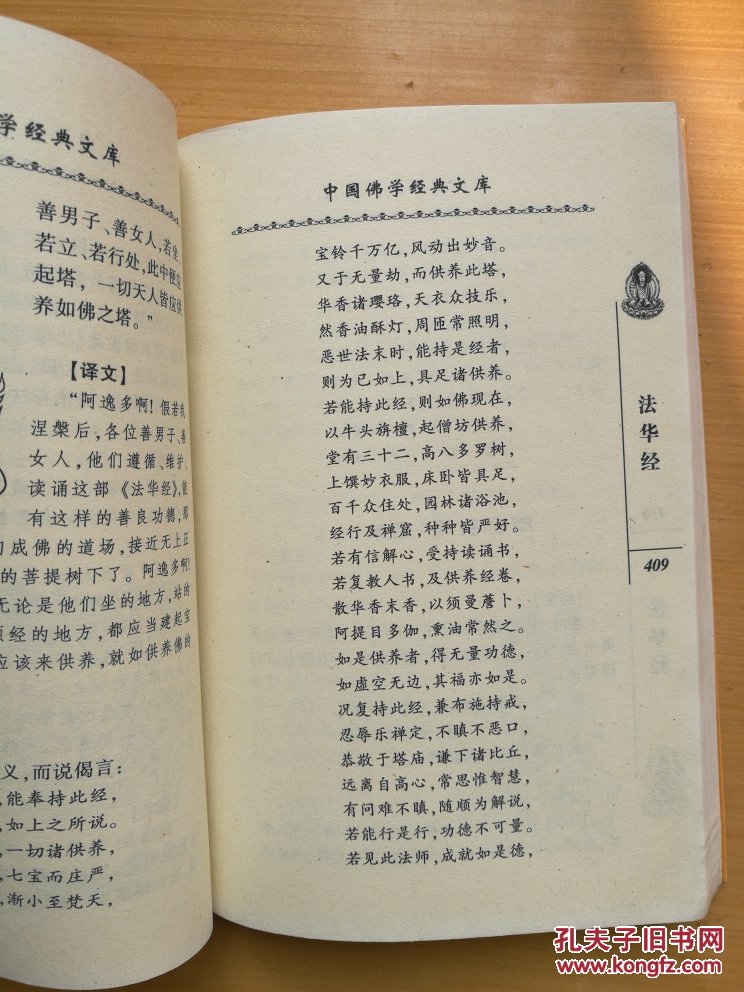 学经典文库
善男子、善女人,若坐、
若立、若行处,此中便应
起塔,一切天人皆应供
养如佛之塔。”
【译文】
“阿逸多啊!假若我
涅槃后,各位善男子、善
女人,他们遵循、维护、
读诵这部《法华经》,能
有这样的善良功德,那
们成佛的道场,接近无上正
的菩提树下了。阿逸多啊!
无论是他们坐的地方,站的
经的地方,都应当建起宝
应该来供养,就如供养佛的
义,而说偈言:
,能奉持此经,
,如上之所说。
,一切诸供养,
,七宝而庄严,
,渐小至梵天,
中国佛学经典文库
宝铃千万亿,风动出妙音。
又于无量劫,而供养此塔,
华香诸璎珞,天衣众技乐,
然香油酥灯,周匝常照明,
恶世法末时,能持是经者,
则为已如上,具足诸供养。
若能持此经,则如佛现在,
以牛头旃檀,起僧坊供养,
堂有三十二,高八多罗树,
上馔妙衣服,床卧皆具足,
百千众住处,园林诸浴池,
经行及禅窟,种种皆严好。
若有信解心,受持读诵书,
若复教人书,及供养经卷,
散华香末香,以须曼薝卜,
阿提目多伽,熏油常然之。
如是供养者,得无量功德,
如虚空无边,其福亦如是。
况复持此经,兼布施持戒,
忍辱乐禅定,不瞋不恶口,
恭敬于塔庙,谦下诸比丘,
远离自高心,常思惟智慧,
有问难不瞋,随顺为解说,
若能行是行,功德不可量。
若见此法师,成就如是德,
法华经
409
孔夫子旧书网
www.kongfz.com